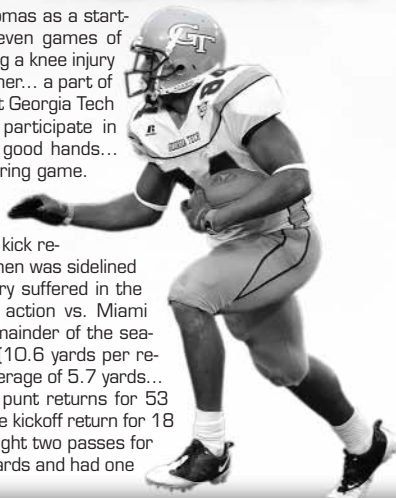 omas as a start-
even games of
g a knee injury
her... a part of
t Georgia Tech
participate in
good hands...
ring game.
kick re-
hen was sidelined
ry suffered in the
action vs. Miami
mainder of the sea-
(10.6 yards per re-
erage of 5.7 yards...
punt returns for 53
e kickoff return for 18
ght two passes for
ards and had one
GT
GEORGIA TECH